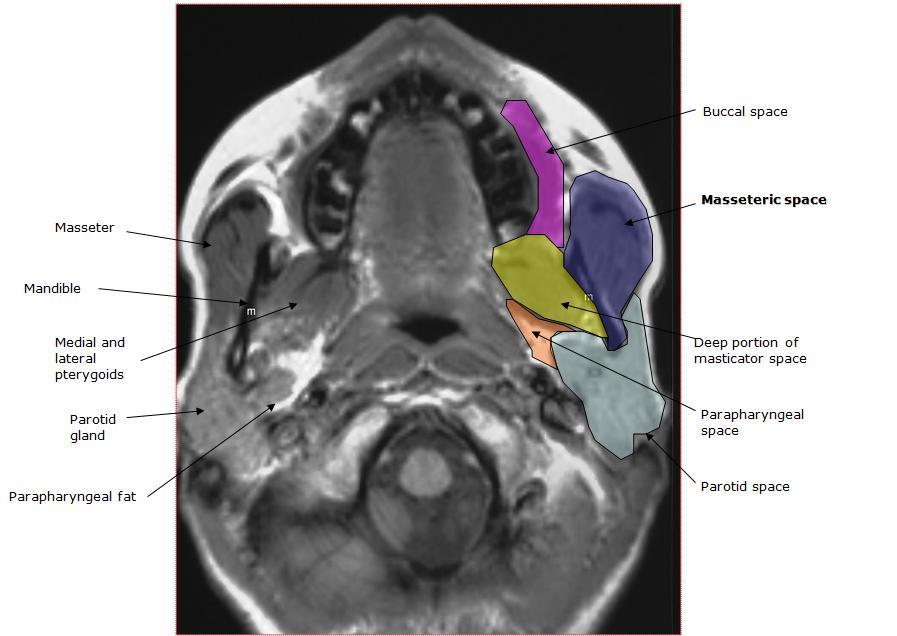 Buccal space
Masseteric space
Masseter
Mandible
m
m
Medial and
lateral
pterygoids
Deep portion of
masticator space
Parotid
gland
Parapharyngeal
space
Parapharyngeal fat
Parotid space